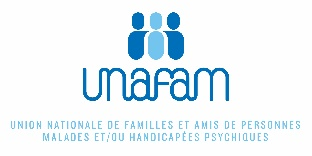 unafam
UNION NATIONALE DE FAMILLES ET AMIS DE PERSONNES
MALADES ET/OU HANDICAPÉES PSYCHIQUES